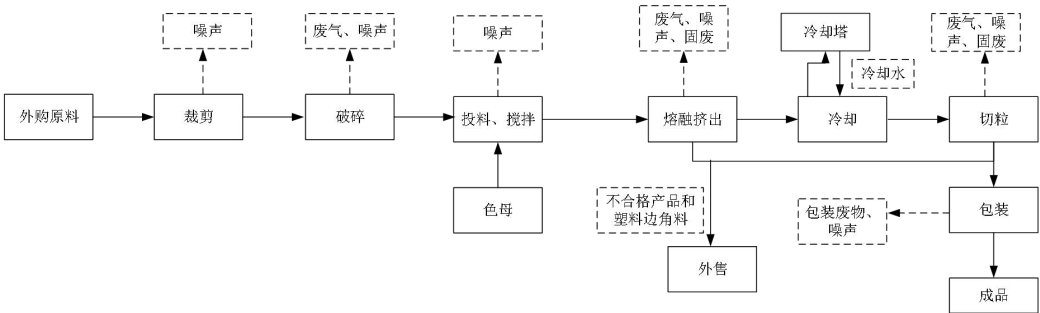 噪声
废气、噪声
噪声
废气、噪
声、固废
冷却塔
冷却水
废气、噪
声、固废
外购原料
裁剪
破碎
投料、搅拌
熔融挤出
冷却
切粒
色母
不合格产品和
塑料边角料
包装废物、
噪声
包装
外售
成品